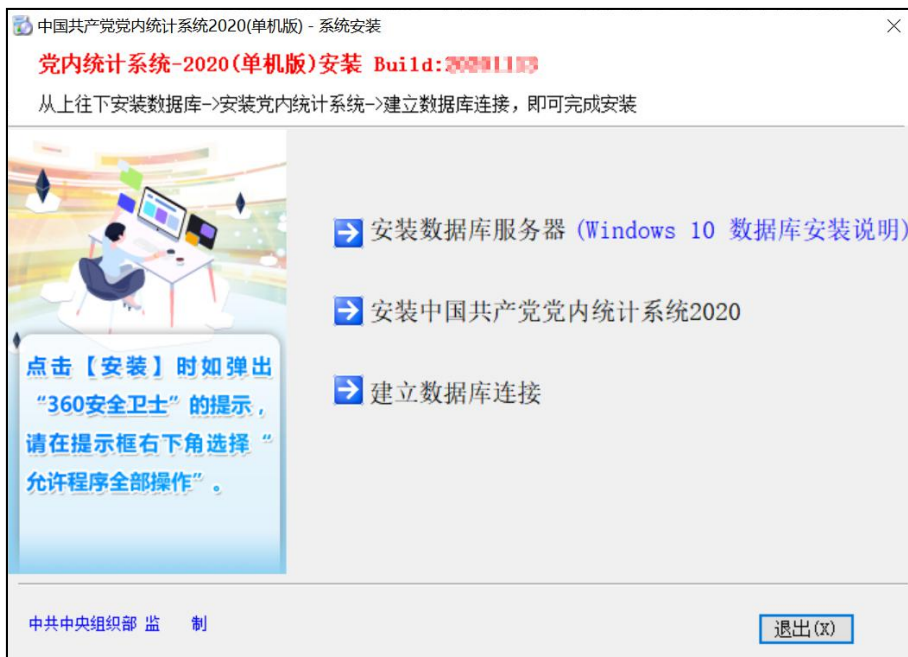 中国共产党党内统计系统2020(单机版) - 系统安装
党内统计系统-2020(单机版)安装 Build:
从上往下安装数据库->安装党内统计系统->建立数据库连接，即可完成安装
安装数据库服务器 (Windows 10 数据库安装说明)
安装中国共产党党内统计系统2020
建立数据库连接
点击【安装】时如弹出
“360安全卫士”的提示，
请在提示框右下角选择“
允许程序全部操作”。
中共中央组织部 监 制
退出(X)